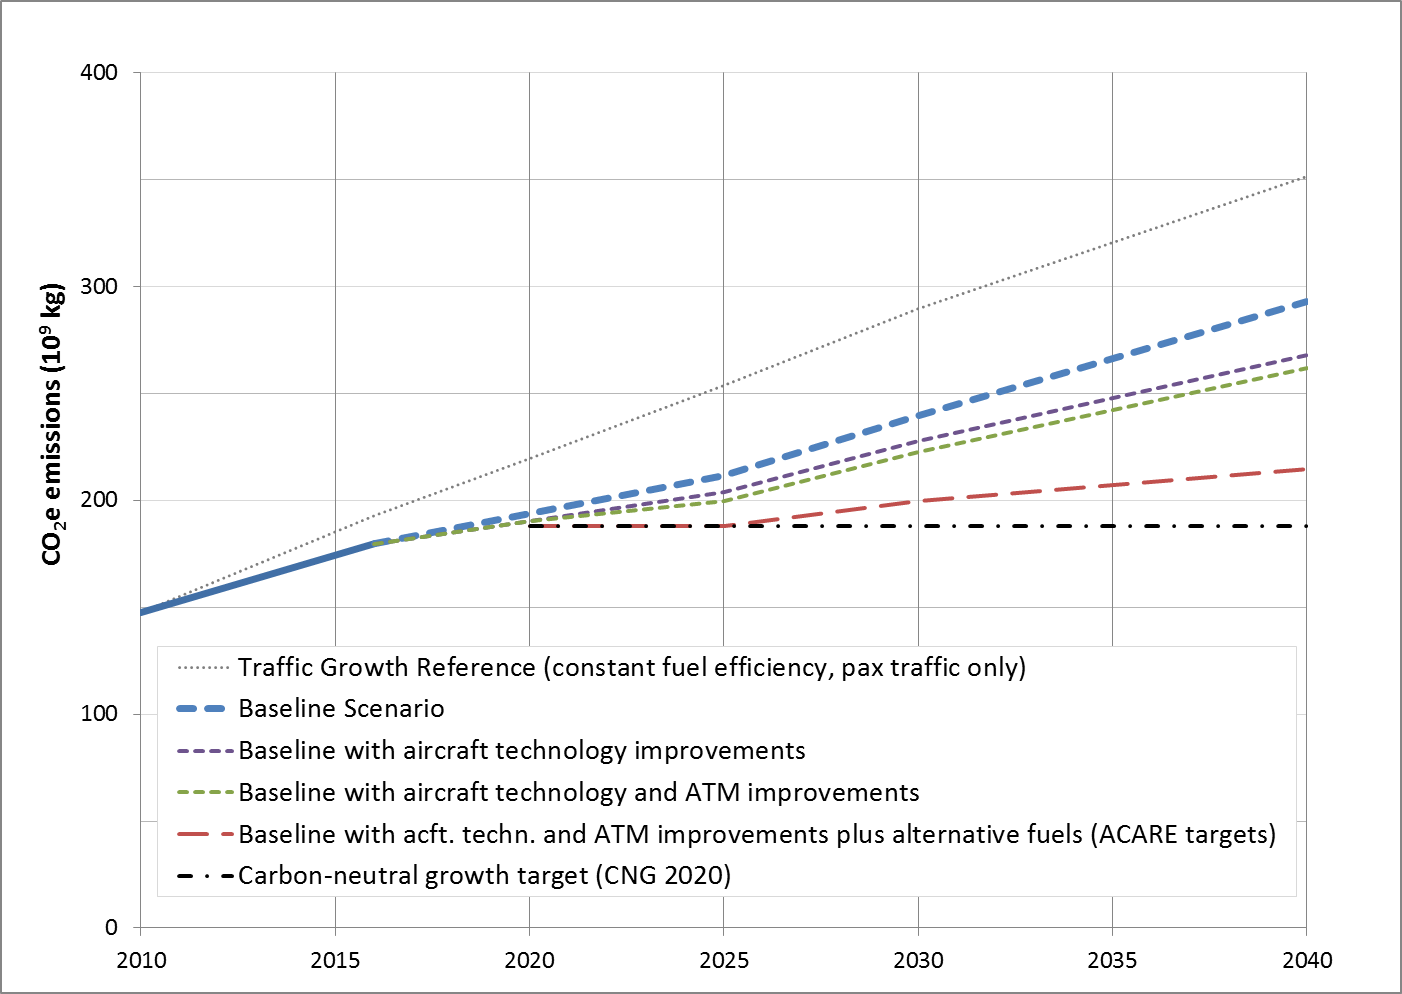 400
300
200
100
0
CO₂e emissions (10⁹ kg)
Traffic Growth Reference (constant fuel efficiency, pax traffic only)
Baseline Scenario
Baseline with aircraft technology improvements
Baseline with aircraft technology and ATM improvements
Baseline with acft. techn. and ATM improvements plus alternative fuels (ACARE targets)
Carbon-neutral growth target (CNG 2020)
2010 2015 2020 2025 2030 2035 2040